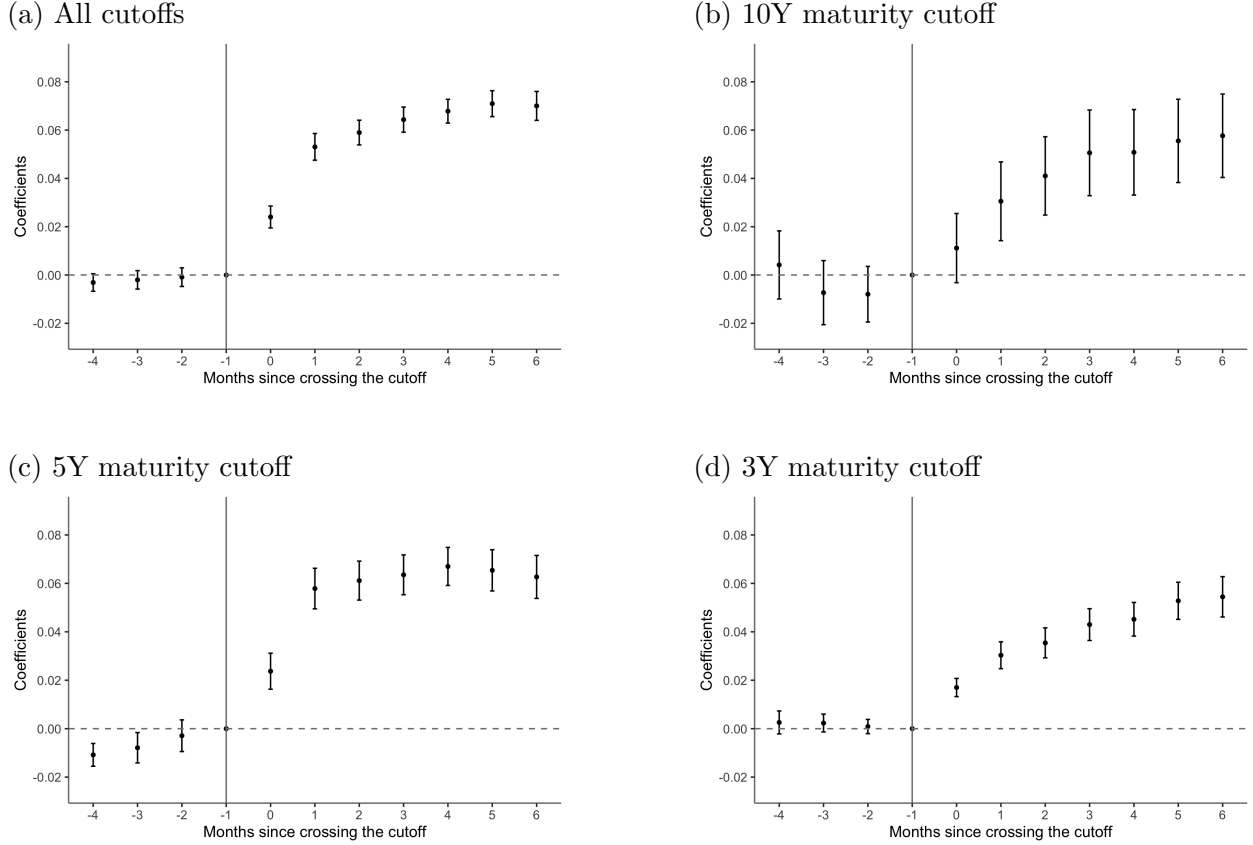 (a) All cutoffs
0.08
0.06
0.04
0.02
0.00
-0.02
Coefficients
-4 -3 -2 -1 0 1 2 3 4 5 6
Months since crossing the cutoff
(b) 10Y maturity cutoff
0.08
0.06
0.04
0.02
0.00
-0.02
Coefficients
-4 -3 -2 -1 0 1 2 3 4 5 6
Months since crossing the cutoff
(c) 5Y maturity cutoff
0.08
0.06
0.04
0.02
0.00
-0.02
Coefficients
-4 -3 -2 -1 0 1 2 3 4 5 6
Months since crossing the cutoff
(d) 3Y maturity cutoff
0.08
0.06
0.04
0.02
0.00
-0.02
Coefficients
-4 -3 -2 -1 0 1 2 3 4 5 6
Months since crossing the cutoff